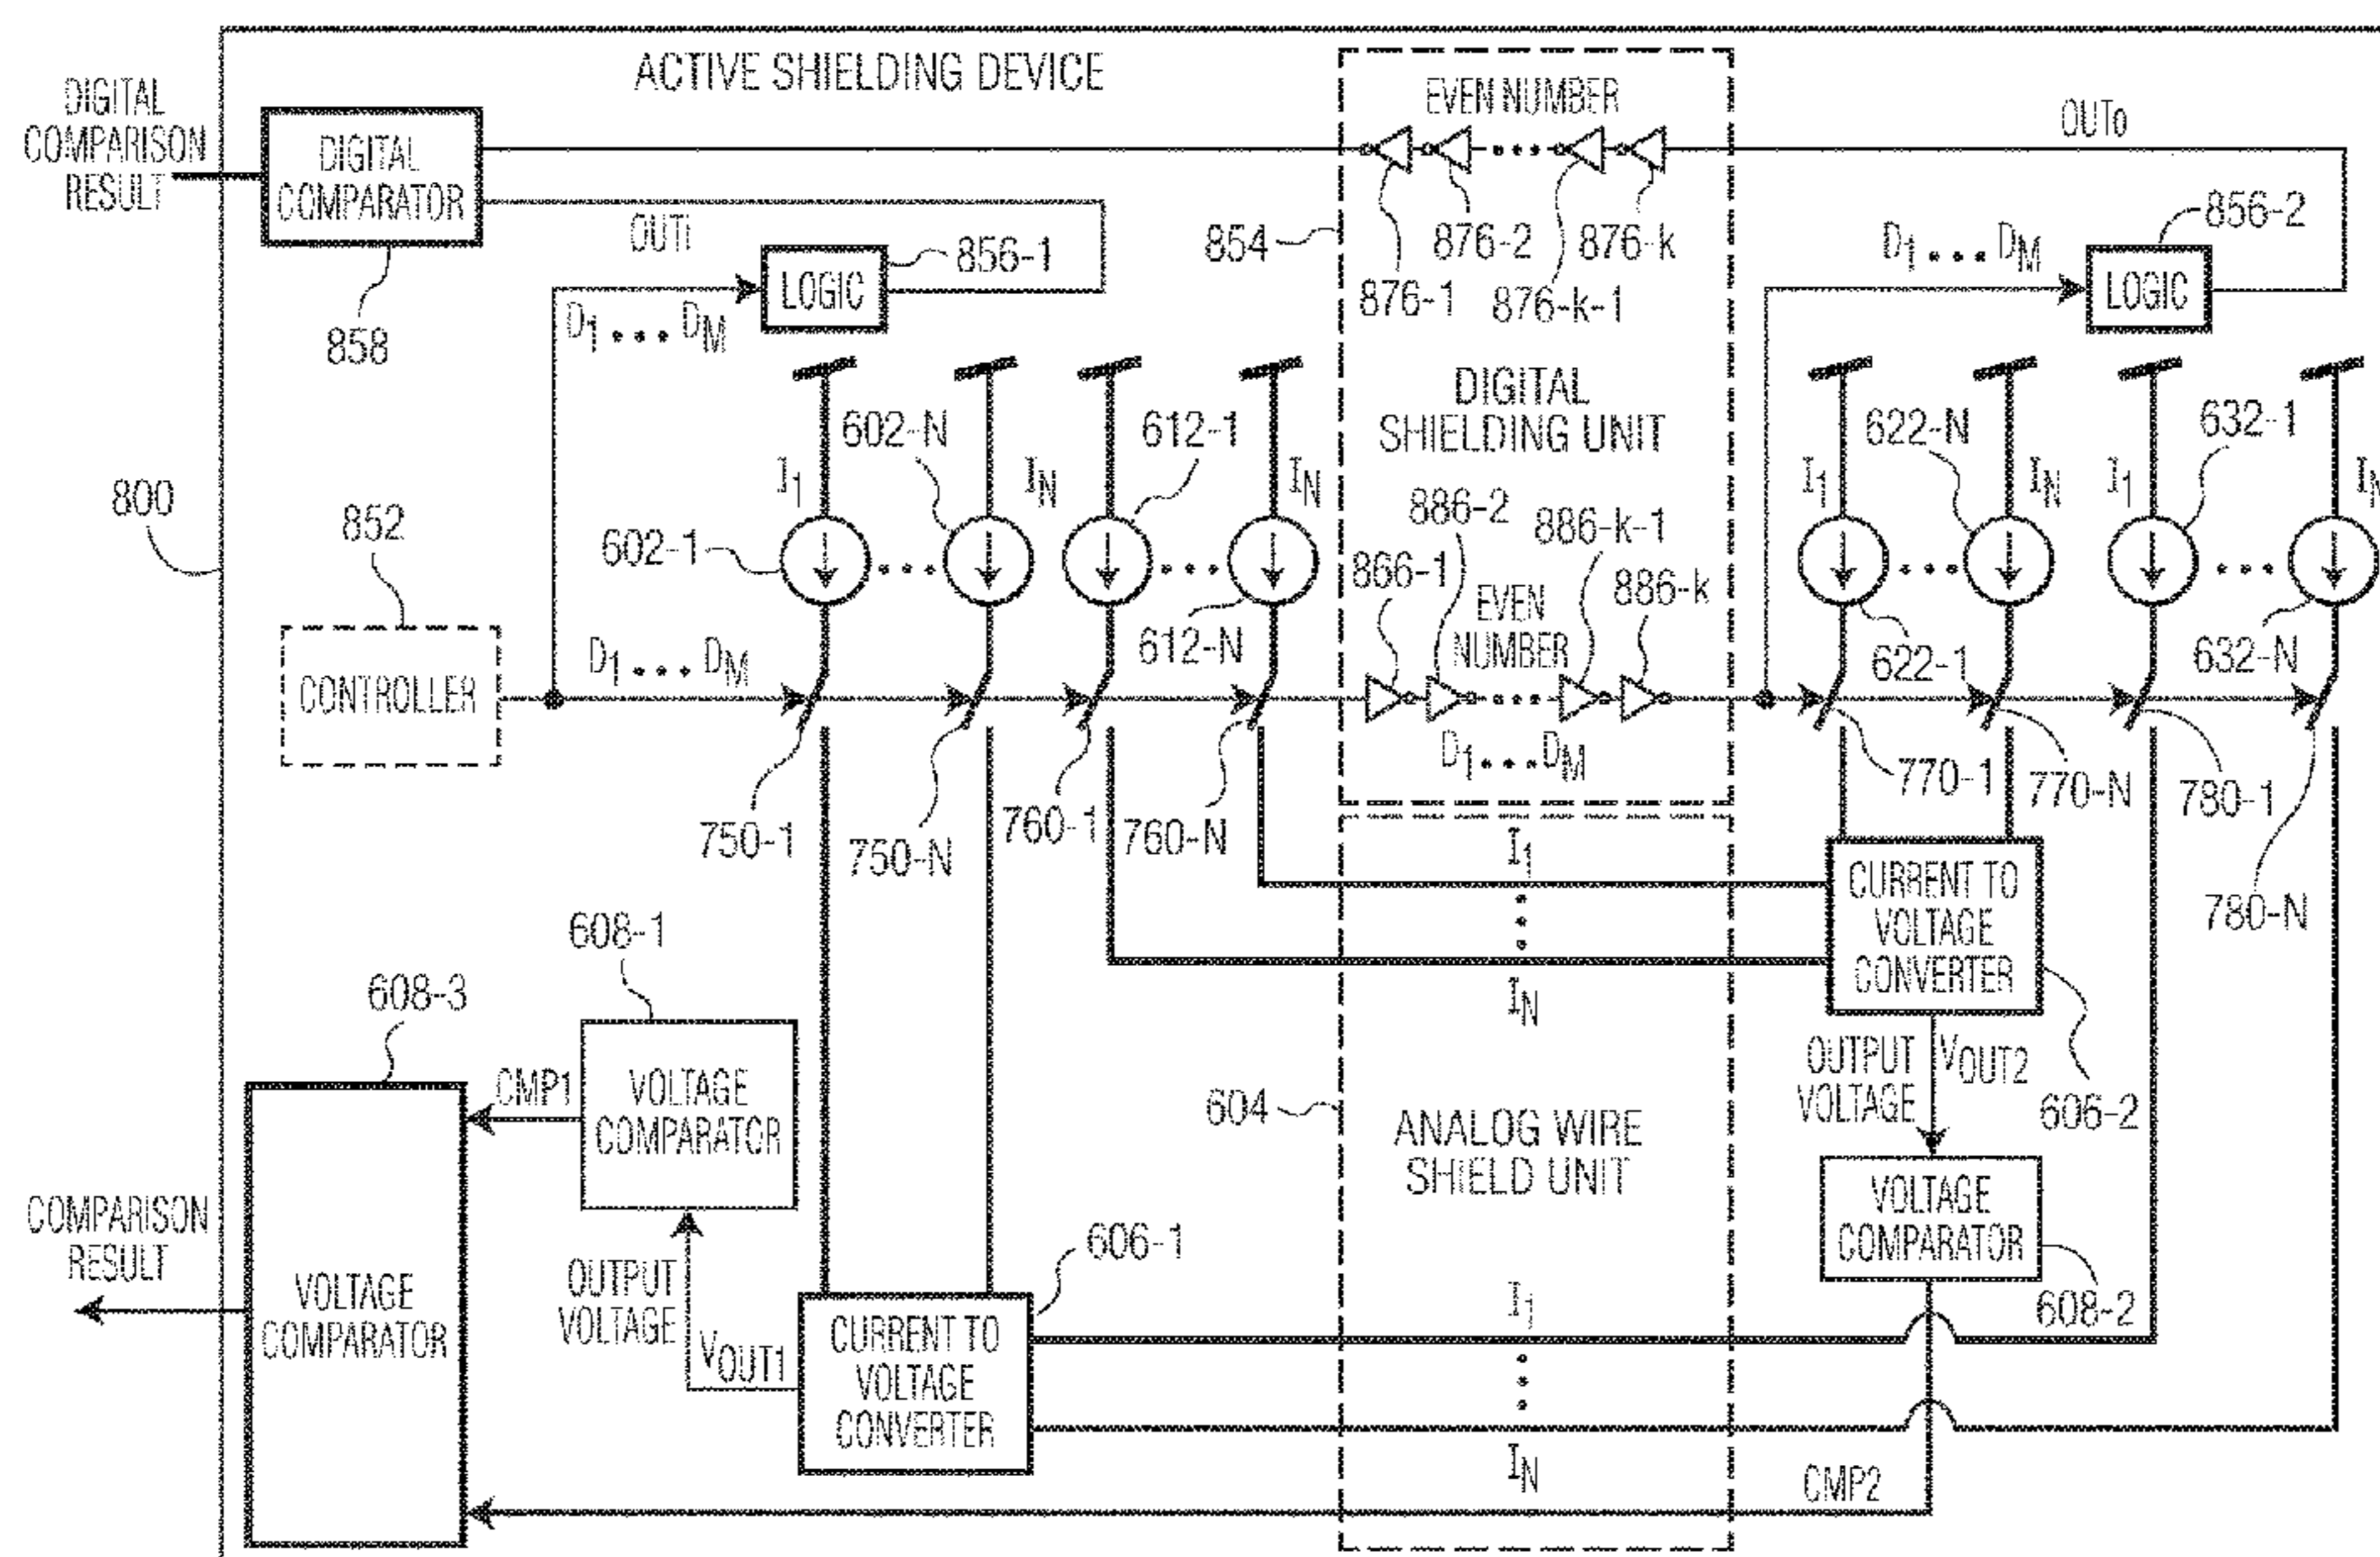 ACTIVE SHIELDING DEVICE
DIGITAL
COMPARISON
RESULT
DIGITAL
COMPARATOR
858
OUTi
LOGIC
856-1
D1 ... DM
EVEN NUMBER
876-1
876-2
876-k-1
876-k
854
OUTo
D1 ... DM
LOGIC
856-2
DIGITAL
SHIELDING UNIT
800
852
CONTROLLER
D1 ... DM
I1
602-1
602-N
IN
612-1
IN
612-N
866-1
886-2
886-k-1
886-k
EVEN
NUMBER
D1...DM
I1
622-N
IN
I1
632-1
IN
622-1
632-N
750-1
750-N
760-1
760-N
770-1
770-N
780-1
780-N
I1
IN
CURRENT TO
VOLTAGE
CONVERTER
606-2
OUTPUT
VOLTAGE
VOUT2
VOLTAGE
COMPARATOR
608-2
604
ANALOG WIRE
SHIELD UNIT
608-3
608-1
CMP1
VOLTAGE
COMPARATOR
COMPARISON
RESULT
VOLTAGE
COMPARATOR
OUTPUT
VOLTAGE
VOUT1
606-1
CURRENT TO
VOLTAGE
CONVERTER
I1
IN
CMP2